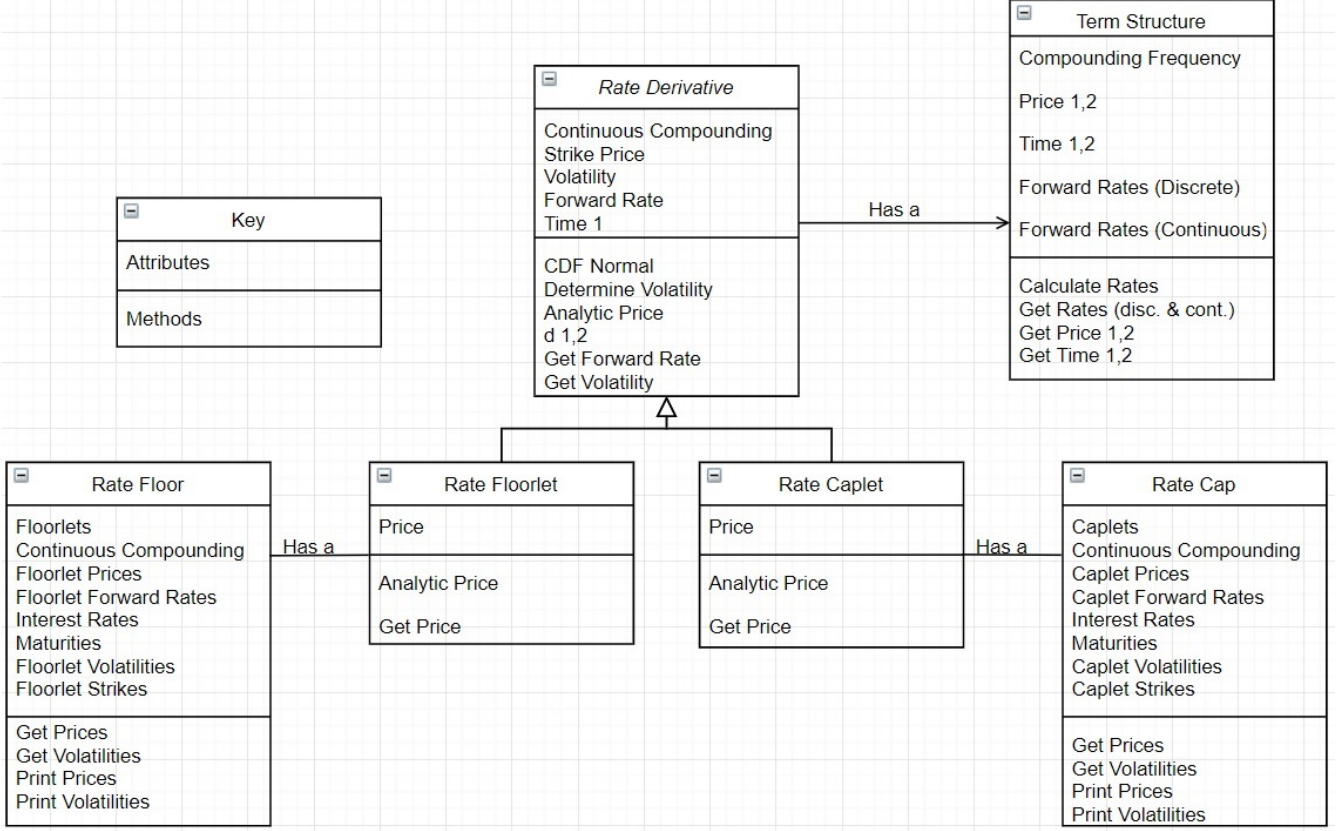 Term Structure
Compounding Frequency
Price 1,2
Time 1,2
Forward Rates (Discrete)
Forward Rates (Continuous)
Calculate Rates
Get Rates (disc. & cont.)
Get Price 1,2
Get Time 1,2
Rate Derivative
Continuous Compounding
Strike Price
Volatility
Forward Rate
Time 1
CDF Normal
Determine Volatility
Analytic Price
d 1,2
Get Forward Rate
Get Volatility
Has a
Key
Attributes
Methods
Rate Floor
Floorlets
Continuous Compounding
Floorlet Prices
Floorlet Forward Rates
Interest Rates
Maturities
Floorlet Volatilities
Floorlet Strikes
Get Prices
Get Volatilities
Print Prices
Print Volatilities
Has a
Rate Floorlet
Price
Analytic Price
Get Price
Rate Caplet
Price
Analytic Price
Get Price
Has a
Rate Cap
Caplets
Continuous Compounding
Caplet Prices
Caplet Forward Rates
Interest Rates
Maturities
Caplet Volatilities
Caplet Strikes
Get Prices
Get Volatilities
Print Prices
Print Volatilities